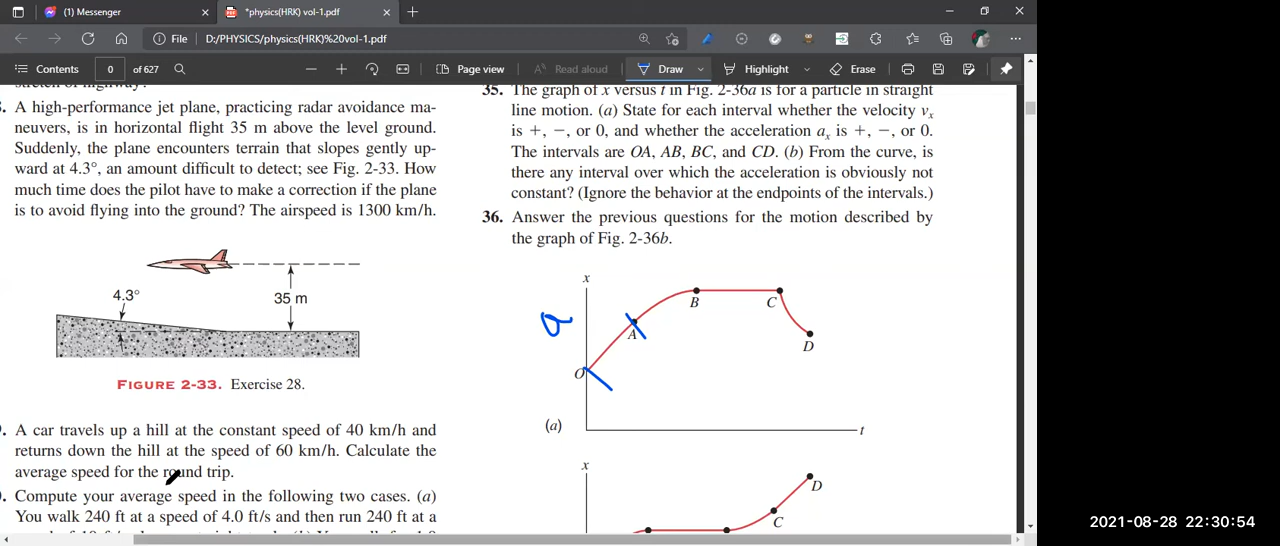 (1) Messenger
*physics(HRK) vol-1.pdf
File D:/PHYSICS/physics(HRK)%20vol-1.pdf
Contents 0 of 627 Page view Read aloud Draw Highlight Erase
8. A high-performance jet plane, practicing radar avoidance ma-
neuvers, is in horizontal flight 35 m above the level ground.
Suddenly, the plane encounters terrain that slopes gently up-
ward at 4.3°, an amount difficult to detect; see Fig. 2-33. How
much time does the pilot have to make a correction if the plane
is to avoid flying into the ground? The airspeed is 1300 km/h.
4.3°
35 m
FIGURE 2-33. Exercise 28.
. A car travels up a hill at the constant speed of 40 km/h and
returns down the hill at the speed of 60 km/h. Calculate the
average speed for the round trip.
. Compute your average speed in the following two cases. (a)
You walk 240 ft at a speed of 4.0 ft/s and then run 240 ft at a
35. The graph of x versus t in Fig. 2-36a is for a particle in straight
line motion. (a) State for each interval whether the velocity vx
is +, −, or 0, and whether the acceleration ax is +, −, or 0.
The intervals are OA, AB, BC, and CD. (b) From the curve, is
there any interval over which the acceleration is obviously not
constant? (Ignore the behavior at the endpoints of the intervals.)
36. Answer the previous questions for the motion described by
the graph of Fig. 2-36b.
x
B
C
A
D
O
(a)
t
x
D
C
2021-08-28 22:30:54